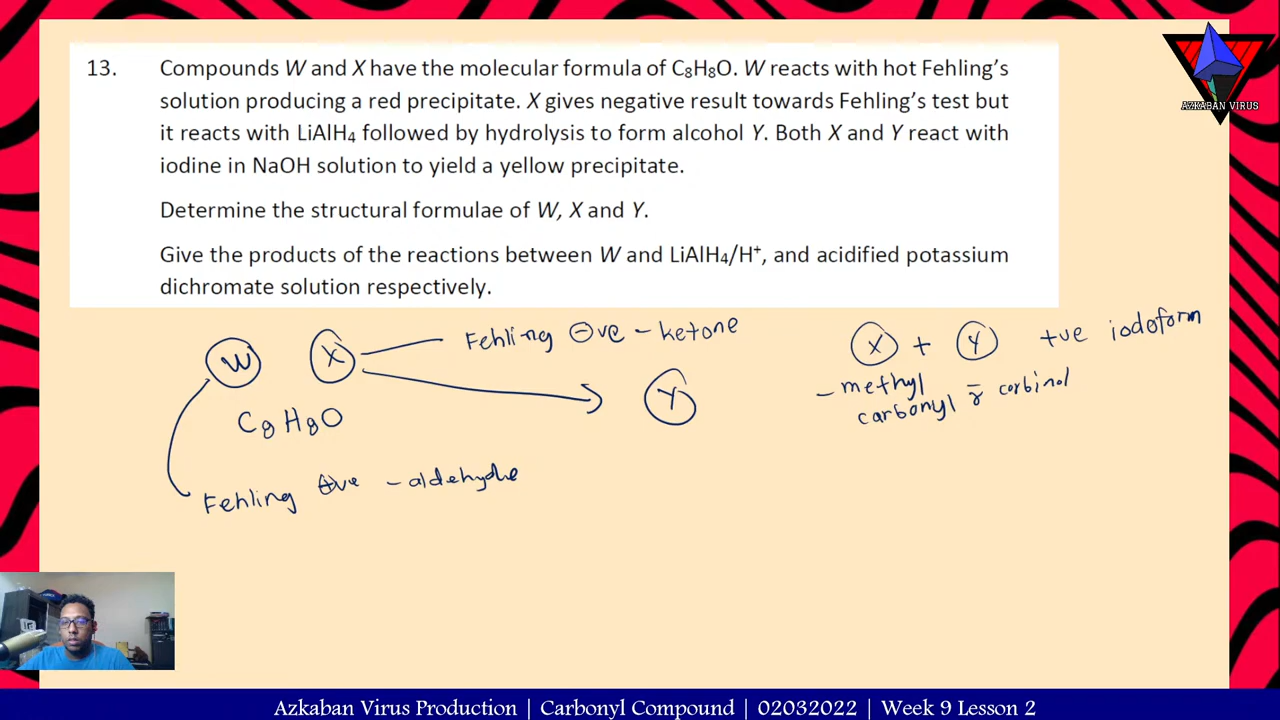 13. Compounds W and X have the molecular formula of C₈H₈O. W reacts with hot Fehling's
solution producing a red precipitate. X gives negative result towards Fehling's test but
it reacts with LiAlH₄ followed by hydrolysis to form alcohol Y. Both X and Y react with
iodine in NaOH solution to yield a yellow precipitate.
Determine the structural formulae of W, X and Y.
Give the products of the reactions between W and LiAlH₄/H⁺, and acidified potassium
dichromate solution respectively.
AZKABAN VIRUS
W X Fehling ⊖ve - ketone
C₈H₈O
Fehling ⊕ve - aldehyde
Y
X + Y +ve iodoform
- methyl
carbonyl carbinol
Azkaban Virus Production | Carbonyl Compound | 02032022 | Week 9 Lesson 2